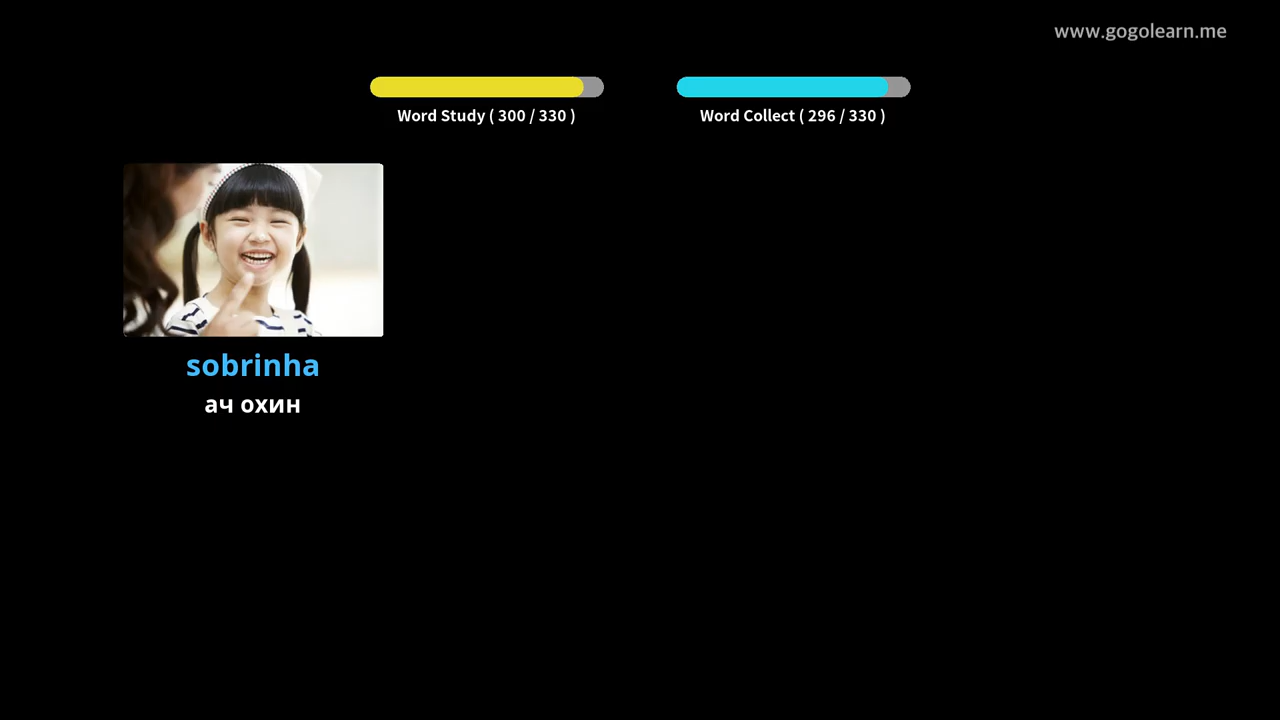 www.gogolearn.me
Word Study ( 300 / 330 )
Word Collect ( 296 / 330 )
sobrinha
ач охин